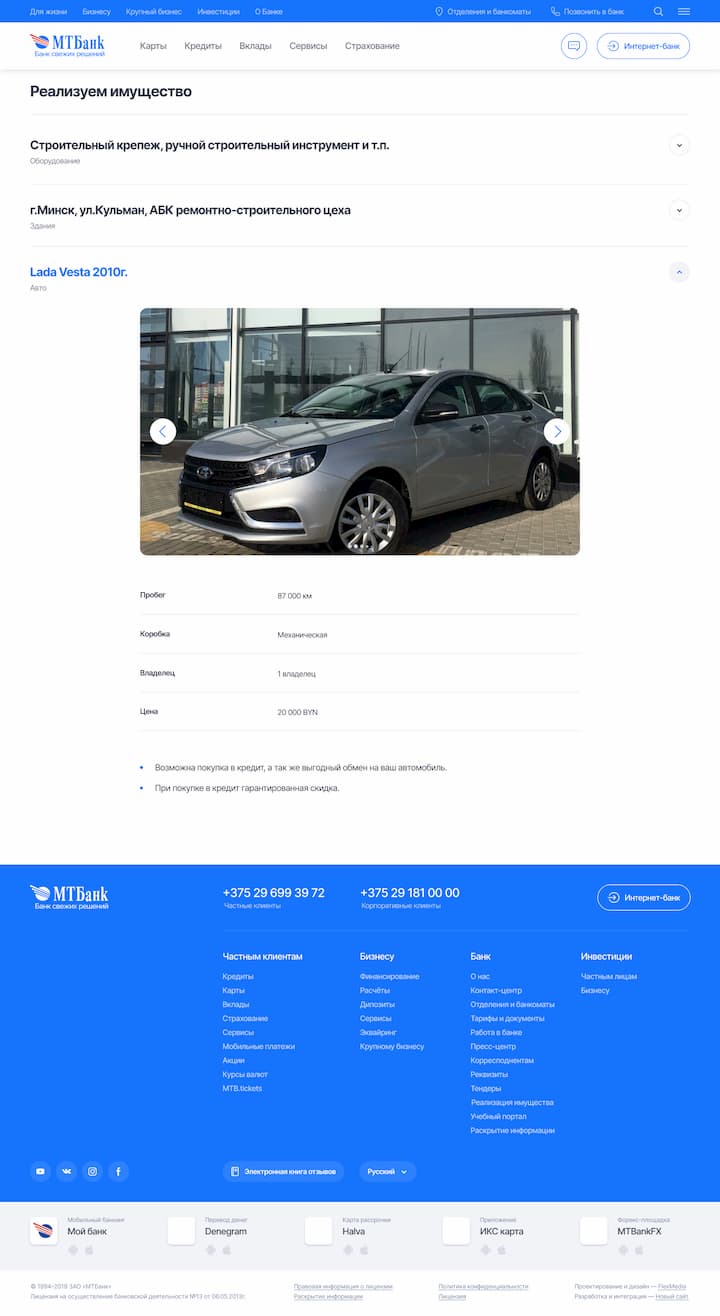 Для жизни Бизнесу Крупный бизнес Инвестиции О Банке Отделения и банкоматы Позвонить в банк
МТБанк
Банк свежих решений
Карты Кредиты Вклады Сервисы Страхование Интернет-банк
Реализуем имущество
Строительный крепеж, ручной строительный инструмент и т.п.
Оборудование
г.Минск, ул.Кульман, АБК ремонтно-строительного цеха
Здания
Lada Vesta 2010г.
Авто
Пробег 87 000 км
Коробка Механическая
Владелец 1 владелец
Цена 20 000 BYN
Возможна покупка в кредит, а так же выгодный обмен на ваш автомобиль.
При покупке в кредит гарантированная скидка.
МТБанк
Банк свежих решений
+375 29 699 39 72 +375 29 181 00 00 Интернет-банк
Частные клиенты Корпоративные клиенты
Частным клиентам Бизнесу Банк Инвестиции
Кредиты Финансирование О нас Частным лицам
Карты Расчёты Контакт-центр Бизнесу
Вклады Дипозиты Отделения и банкоматы
Страхование Сервисы Тарифы и документы
Сервисы Эквайринг Работа в банке
Мобильные платежи Крупному бизнесу Пресс-центр
Акции Корреспондентам
Курсы валют Реквизиты
MTB.tickets Тендеры
Реализация имущества
Учебный портал
Раскрытие информации
Электронная книга отзывов Русский
Мобильный банкинг Перевод денег Карта рассрочки Приложение Форекс-площадка
Мой банк Denegram Halva ИКС карта MTBankFX
© 1994-2019 ЗАО «МТБанк» Правовая информация о лицензии Политика конфиденциальности Проектирование и дизайн — FlexMedia
Лицензия на осуществление банковской деятельности №13 от 06.05.2013г. Раскрытие информации Лицензия Разработка и интеграция — Новый сайт